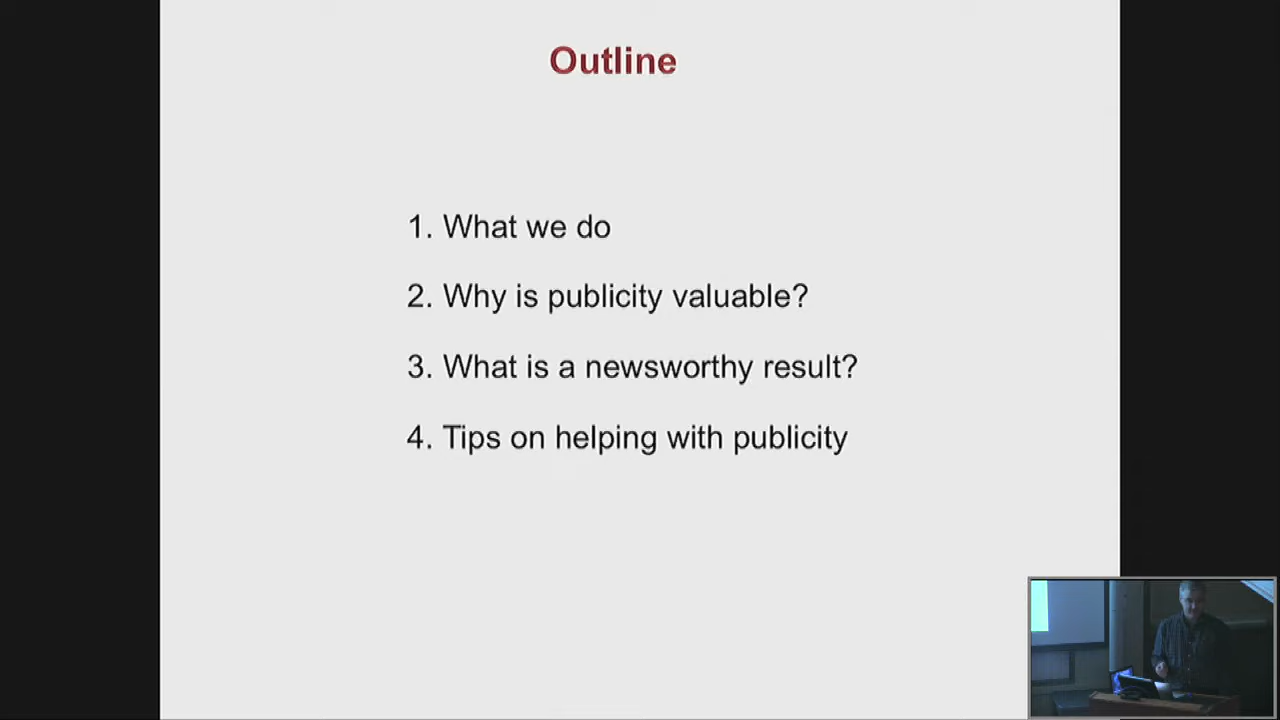 Outline
1. What we do
2. Why is publicity valuable?
3. What is a newsworthy result?
4. Tips on helping with publicity